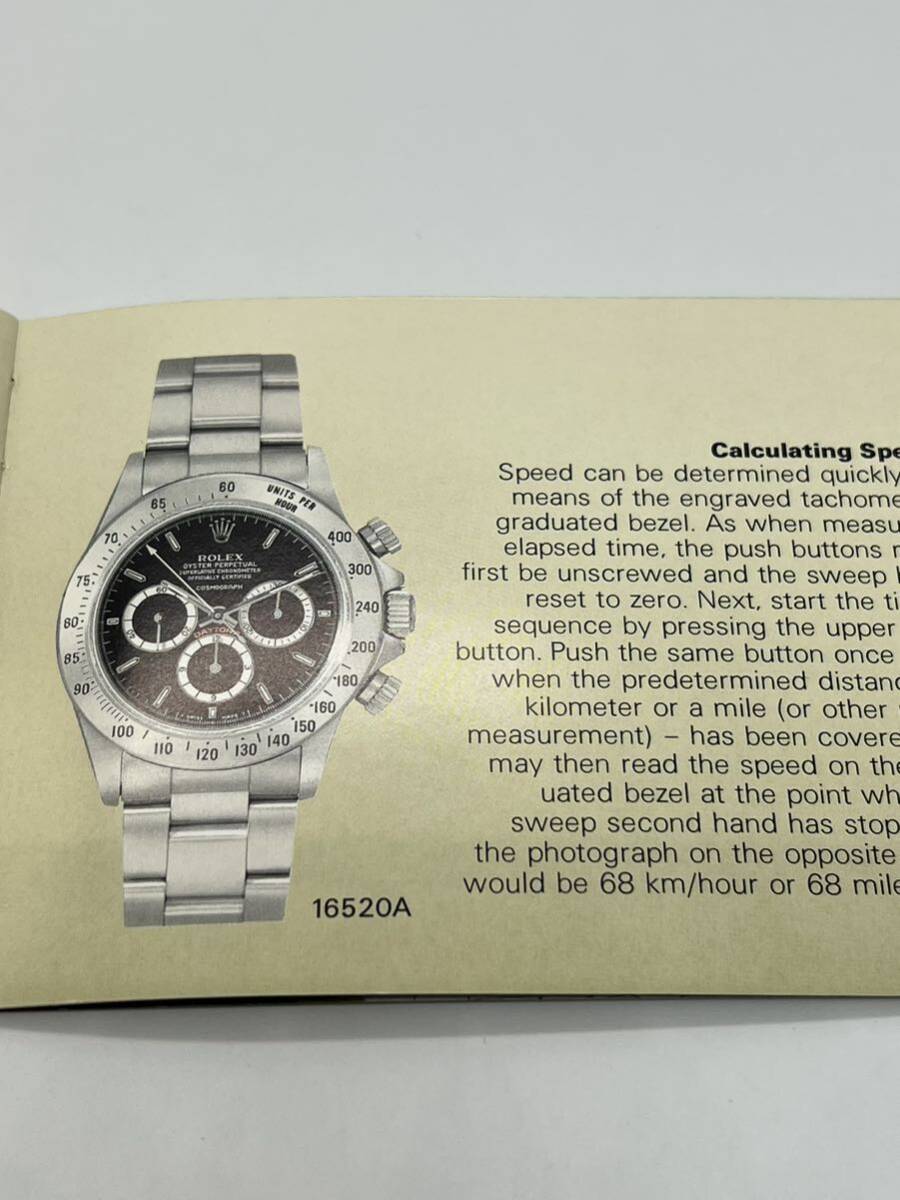 65
60
UNITS PER
HOUR
70
75
80
85
90
100
110
120
130
140
150
160
180
200
240
300
400
ROLEX
OYSTER PERPETUAL
SUPERLATIVE CHRONOMETER
OFFICIALLY CERTIFIED
COSMOGRAPH
60
DAYTONA
16520A
Calculating Spe
Speed can be determined quickly
means of the engraved tachome
graduated bezel. As when measu
elapsed time, the push buttons
first be unscrewed and the sweep
reset to zero. Next, start the ti
sequence by pressing the upper
button. Push the same button once
when the predetermined distanc
kilometer or a mile (or other
measurement) – has been covere
may then read the speed on the
uated bezel at the point wh
sweep second hand has stop
the photograph on the opposite
would be 68 km/hour or 68 mile